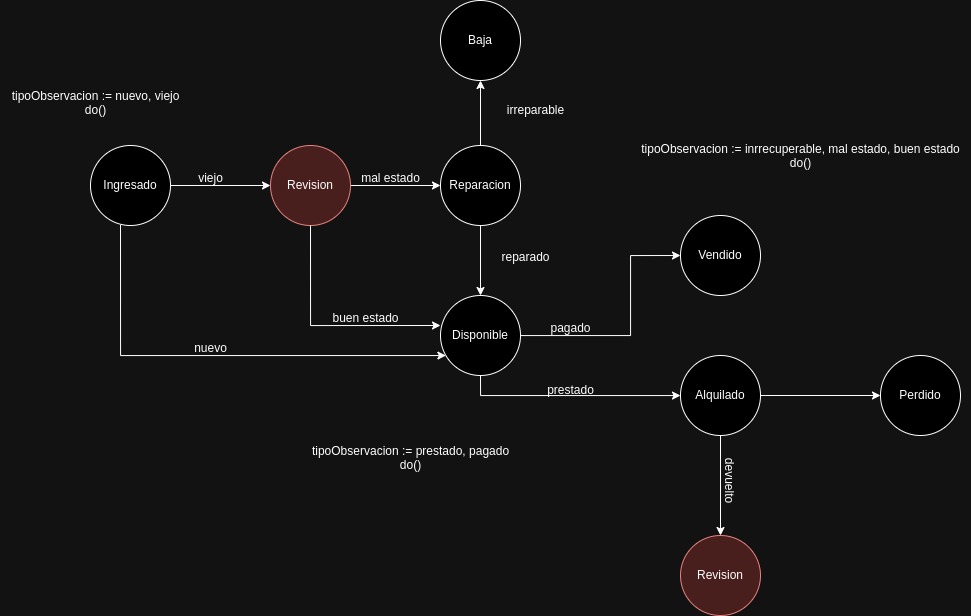 Baja
tipoObservacion := nuevo, viejo
do()
irreparable
tipoObservacion := inrrecuperable, mal estado, buen estado
do()
Ingresado
viejo
Revision
mal estado
Reparacion
reparado
Vendido
buen estado
Disponible
pagado
nuevo
prestado
Alquilado
Perdido
tipoObservacion := prestado, pagado
do()
devuelto
Revision